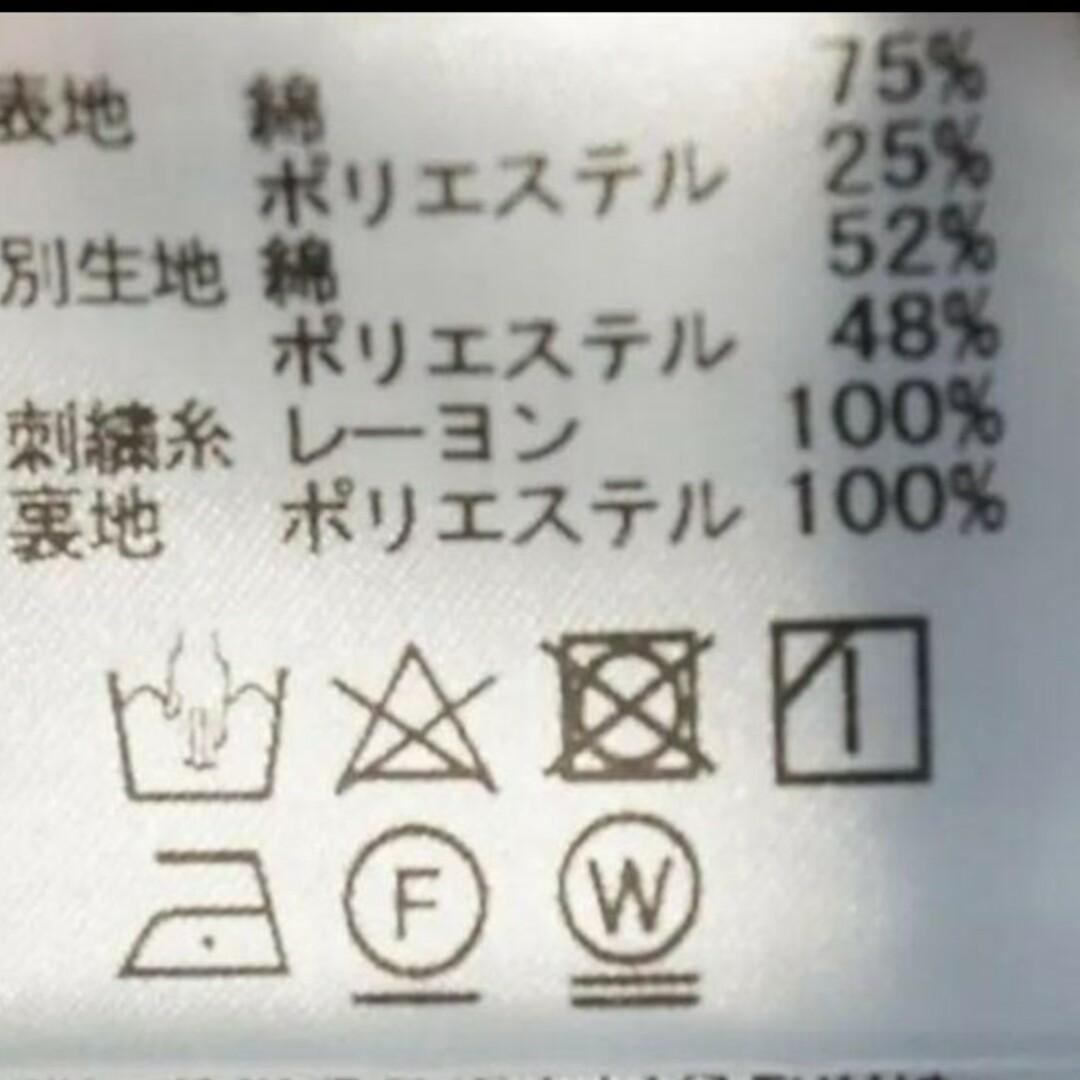 表地 綿 75%
ポリエステル 25%
別生地 綿 52%
ポリエステル 48%
刺繍糸 レーヨン 100%
裏地 ポリエステル 100%
F W